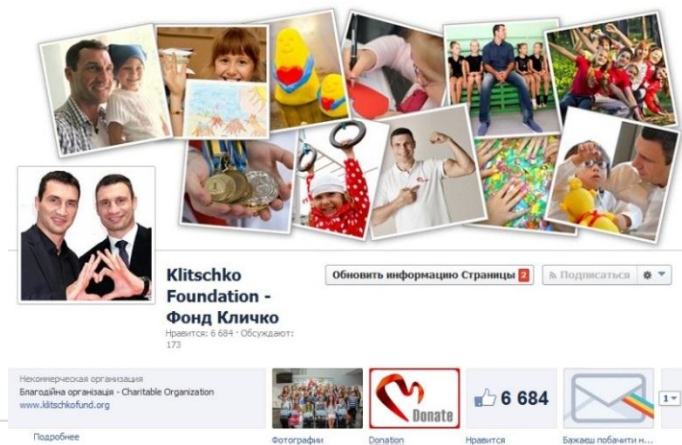 Klitschko
Foundation -
Фонд Кличко
Нравится: 6 684 · Обсуждают:
173
Обновить информацию Страницы 2
Подписаться
Некоммерческая организация
Благодійна організація - Charitable Organization
www.klitschkofund.org
Подробнее
Donate
6 684
1
Фотографии
Donation
Нравится
Бажаєш побачити н...